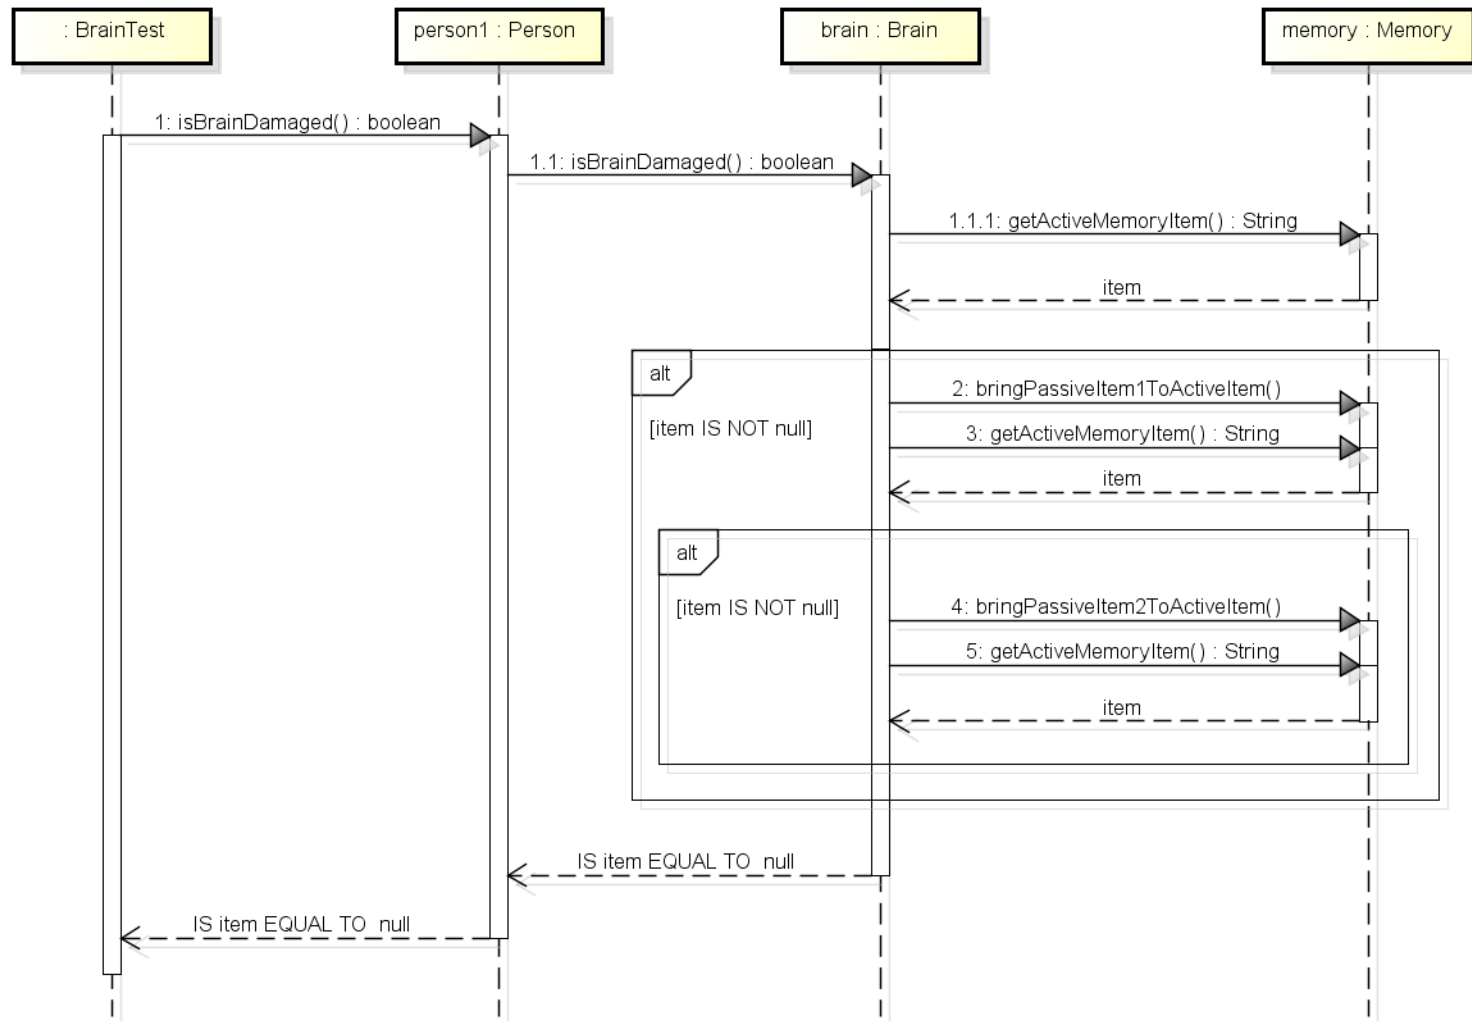 : BrainTest
person1 : Person
brain : Brain
memory : Memory
1: isBrainDamaged() : boolean
1.1: isBrainDamaged() : boolean
1.1.1: getActiveMemoryItem() : String
item
alt
2: bringPassiveItem1ToActiveItem()
[item IS NOT null]
3: getActiveMemoryItem() : String
item
alt
[item IS NOT null]
4: bringPassiveItem2ToActiveItem()
5: getActiveMemoryItem() : String
item
IS item EQUAL TO  null
IS item EQUAL TO  null